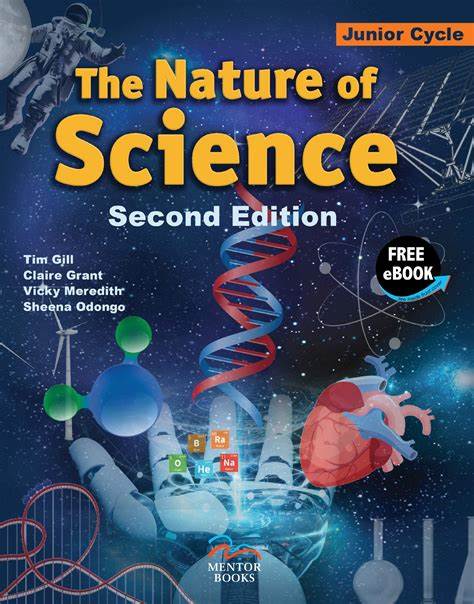 Junior Cycle
The Nature of
Science
Second Edition
Tim Gill
Claire Grant
Vicky Meredith
Sheena Odongo
FREE
eBOOK
B
Ra
O
He
Na
MENTOR
BOOKS